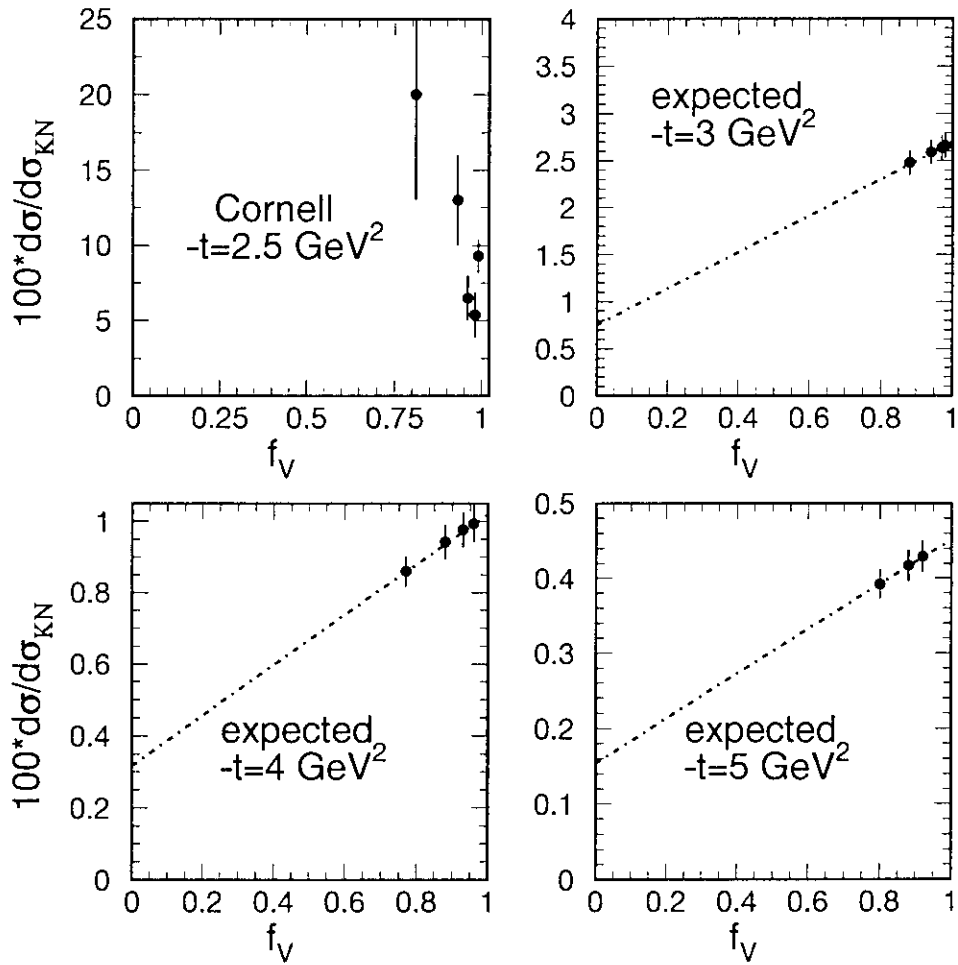 100*dσ/dσ_KN
25
20
15
10
5
0
Cornell
-t=2.5 GeV²
0 0.25 0.5 0.75 1
f_V
4
3.5
3
2.5
2
1.5
1
0.5
0
expected
-t=3 GeV²
0 0.2 0.4 0.6 0.8 1
f_V
100*dσ/dσ_KN
1
0.8
0.6
0.4
0.2
0
expected
-t=4 GeV²
0 0.2 0.4 0.6 0.8 1
f_V
0.5
0.4
0.3
0.2
0.1
0
expected
-t=5 GeV²
0 0.2 0.4 0.6 0.8 1
f_V